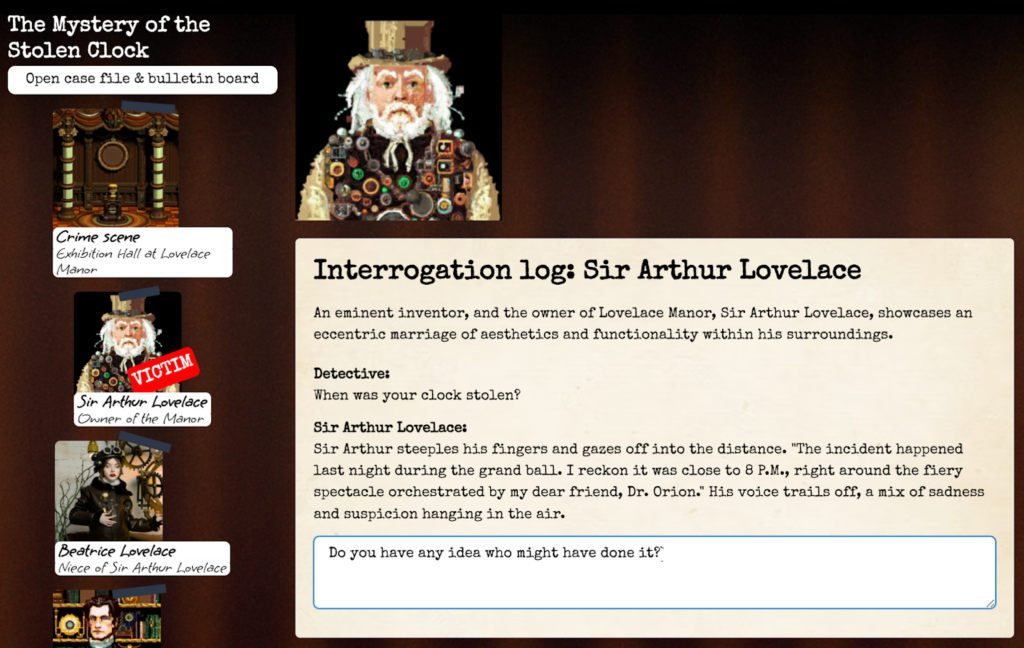 The Mystery of the
Stolen Clock
Open case file & bulletin board
Crime scene
Exhibition Hall at Lovelace
Manor
VICTIM
Sir Arthur Lovelace
Owner of the Manor
Beatrice Lovelace
Niece of Sir Arthur Lovelace
Interrogation log: Sir Arthur Lovelace
An eminent inventor, and the owner of Lovelace Manor, Sir Arthur Lovelace, showcases an
eccentric marriage of aesthetics and functionality within his surroundings.
Detective:
When was your clock stolen?
Sir Arthur Lovelace:
Sir Arthur steeples his fingers and gazes off into the distance. "The incident happened
last night during the grand ball. I reckon it was close to 8 P.M., right around the fiery
spectacle orchestrated by my dear friend, Dr. Orion." His voice trails off, a mix of sadness
and suspicion hanging in the air.
Do you have any idea who might have done it?`